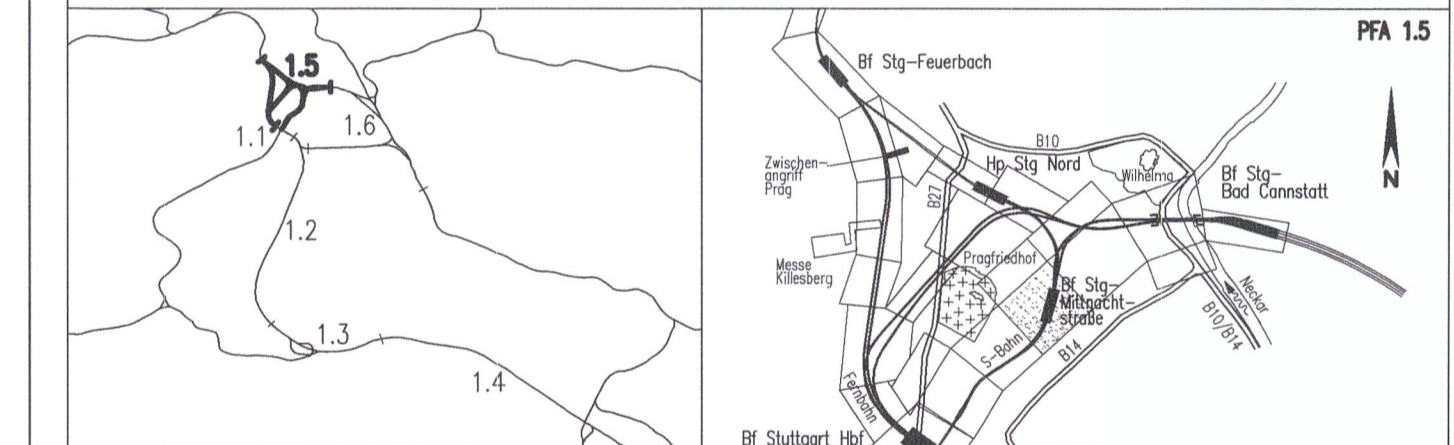 1.5
1.1
1.6
1.2
1.3
1.4
PFA 1.5
Bf Stg-Feuerbach
B10
Zwischen-
angriff
Prag
Hp Stg Nord
Wilhelma
Bf Stg-
Bad Cannstatt
N
B27
Messe
Killesberg
Pragfriedhof
Bf Stg-
Mittnacht-
straße
Neckar
B10/B14
S-Bahn
B14
Fernbahn
Bf Stuttgart Hbf